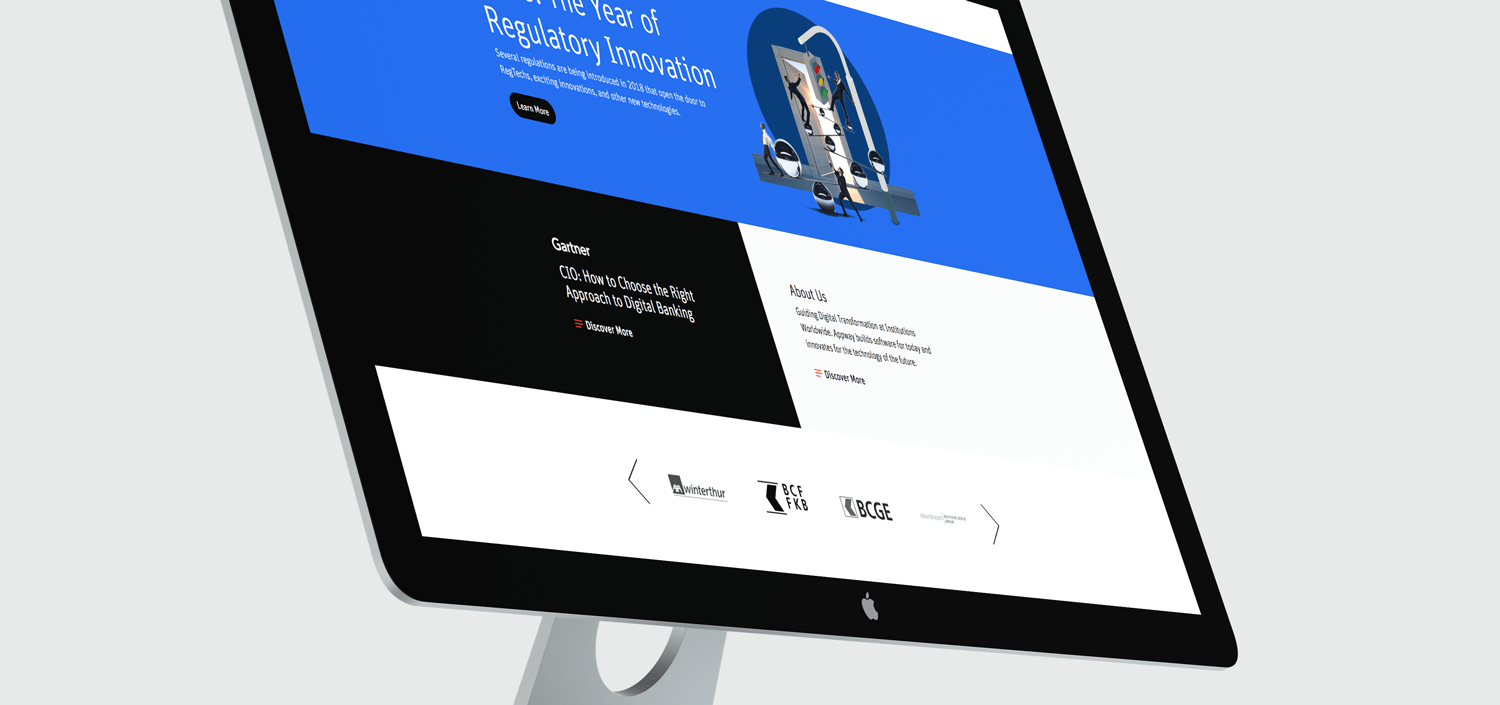 The Year of
Regulatory Innovation
Several regulations are being introduced in 2018 that open the door to
RegTechs, exciting innovations, and other new technologies.
Learn More
Gartner
CIO: How to Choose the Right
Approach to Digital Banking
Discover More
About Us
Guiding Digital Transformation at Institutions
Worldwide. Appway builds software for today and
innovates for the technology of the future.
Discover More
AXA winterthur
BCF
FKB
BCGE